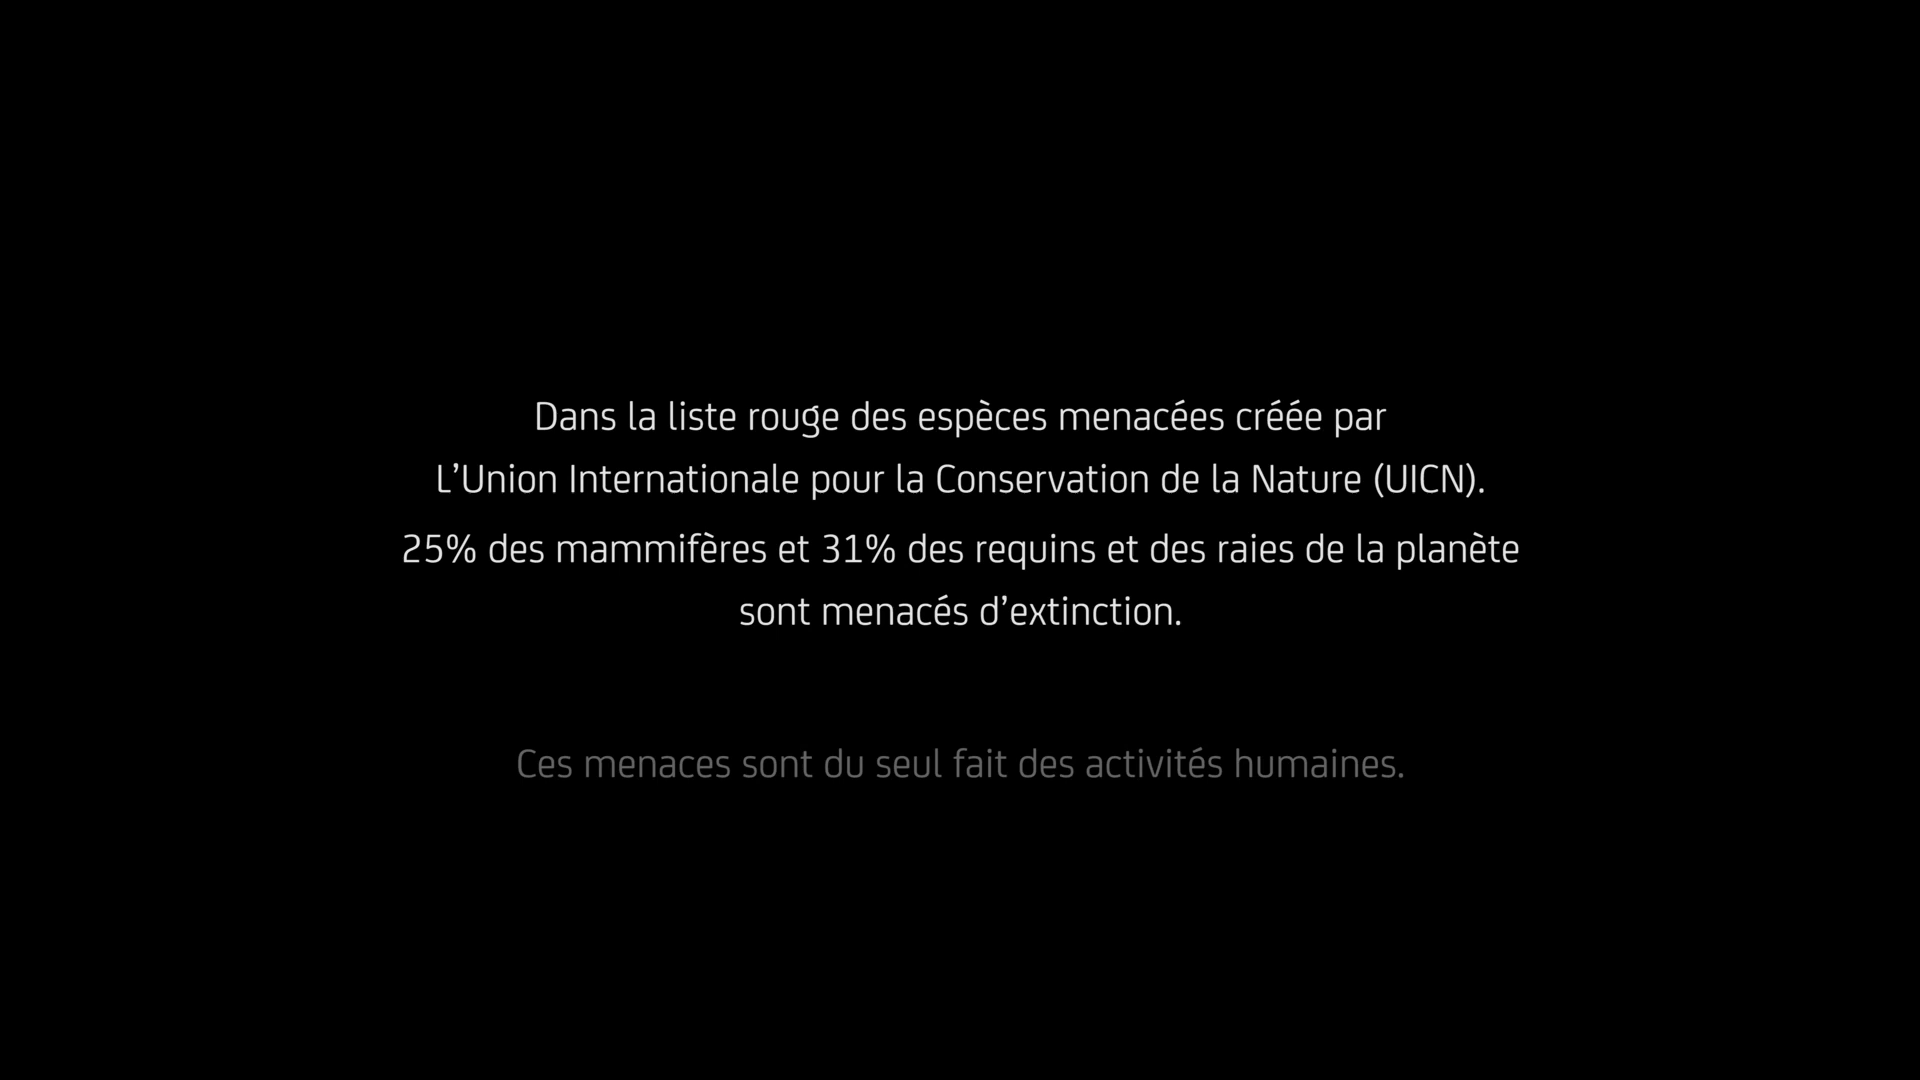 Dans la liste rouge des espèces menacées créée par
L’Union Internationale pour la Conservation de la Nature (UICN).
25% des mammifères et 31% des requins et des raies de la planète
sont menacés d’extinction.
Ces menaces sont du seul fait des activités humaines.